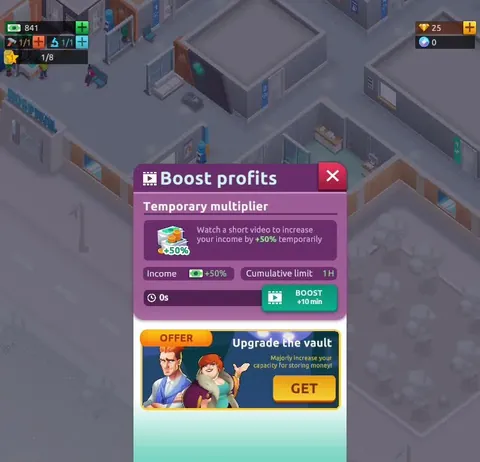 841
25
1/1
1/1
0
1/8
HOSPITAL
Boost profits
Temporary multiplier
Watch a short video to increase
your income by +50% temporarily
+50%
Income +50%
Cumulative limit 1H
0s
BOOST
+10 min
OFFER
Upgrade the vault
Majorly increase your
capacity for storing money!
GET